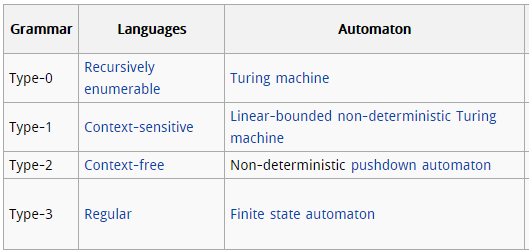 Grammar Languages Automaton
Type-0 Recursively enumerable Turing machine
Type-1 Context-sensitive Linear-bounded non-deterministic Turing machine
Type-2 Context-free Non-deterministic pushdown automaton
Type-3 Regular Finite state automaton